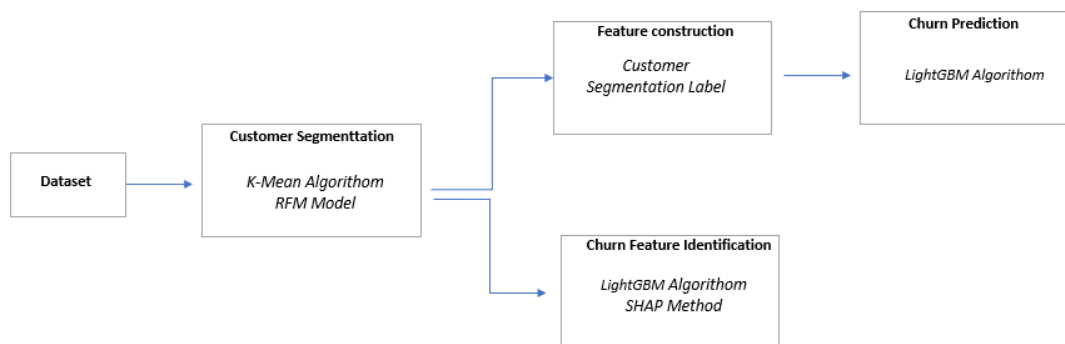 Dataset
Customer Segmenttation
K-Mean Algorithom
RFM Model
Feature construction
Customer
Segmentation Label
Churn Prediction
LightGBM Algorithom
Churn Feature Identification
LightGBM Algorithom
SHAP Method